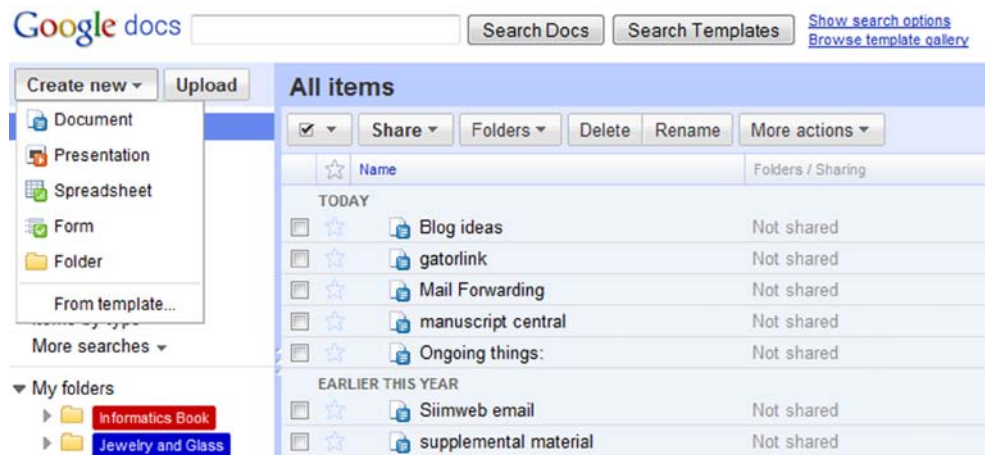 Google docs
Search Docs
Search Templates
Show search options
Browse template gallery
Create new
Upload
Document
Presentation
Spreadsheet
Form
Folder
From template...
More searches
My folders
Informatics Book
Jewelry and Glass
All items
Share
Folders
Delete
Rename
More actions
Name
Folders / Sharing
TODAY
Blog ideas Not shared
gatorlink Not shared
Mail Forwarding Not shared
manuscript central Not shared
Ongoing things: Not shared
EARLIER THIS YEAR
Siimweb email Not shared
supplemental material Not shared